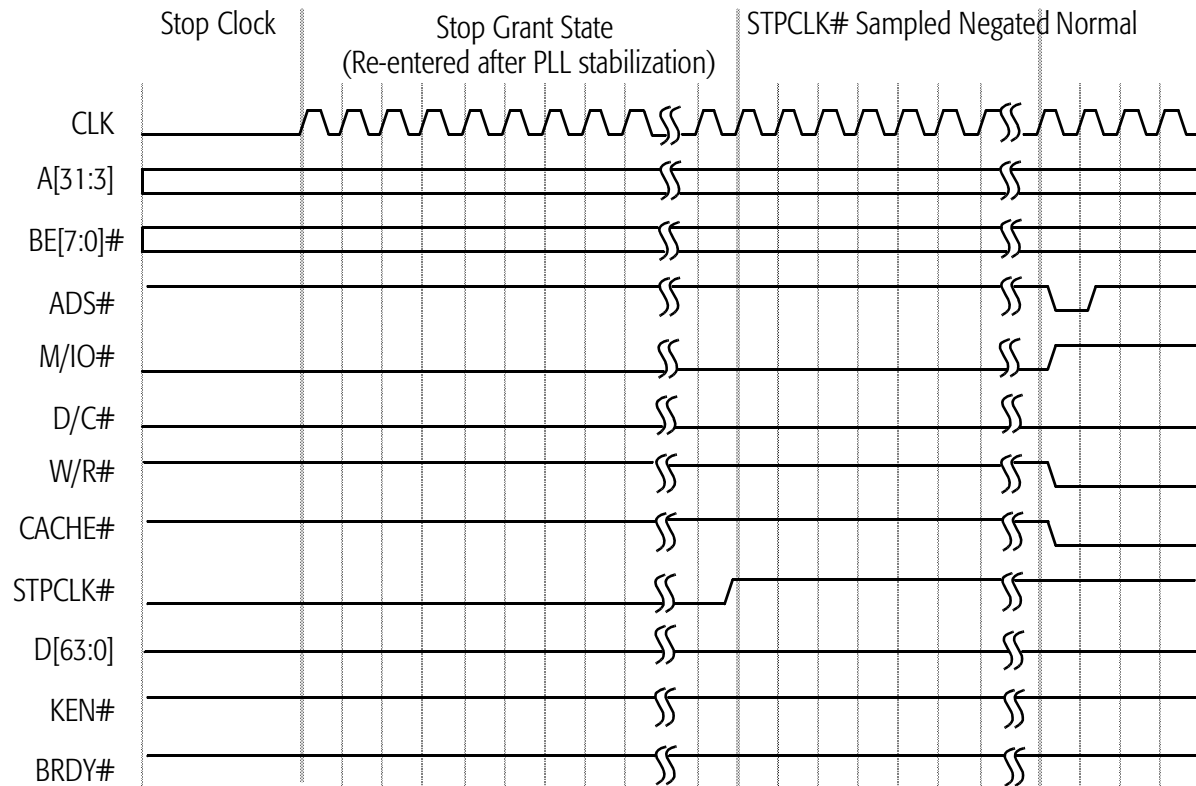 Stop Clock
Stop Grant State
(Re-entered after PLL stabilization)
STPCLK# Sampled Negated
Normal
CLK
A[31:3]
BE[7:0]#
ADS#
M/IO#
D/C#
W/R#
CACHE#
STPCLK#
D[63:0]
KEN#
BRDY#